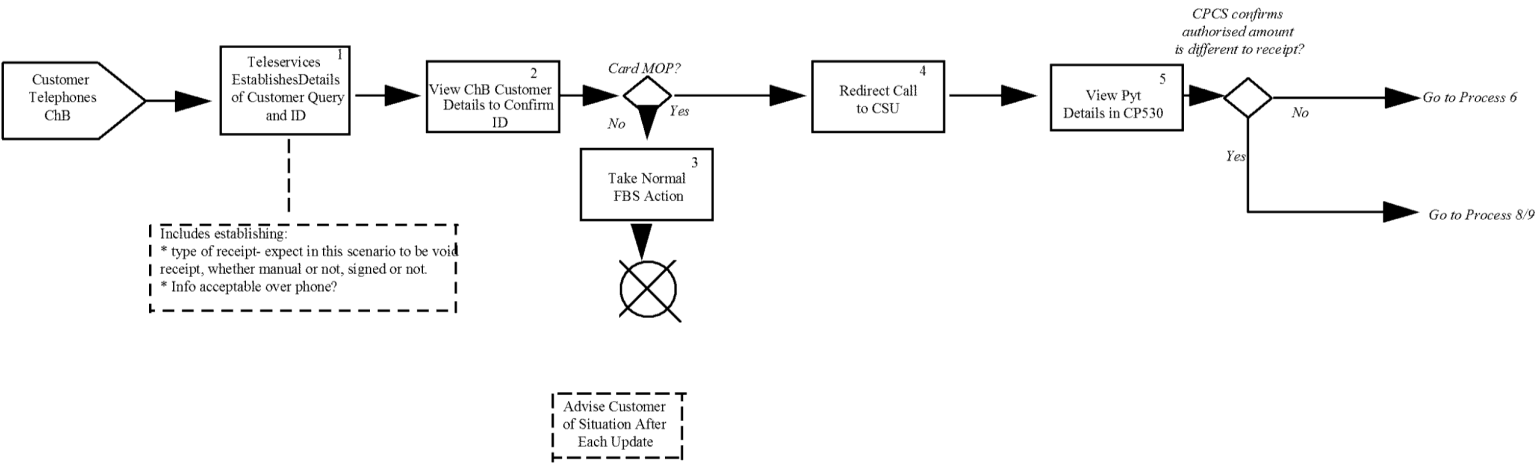 Customer
Telephones
ChB
1
Teleservices
EstablishesDetails
of Customer Query
and ID
2
View ChB Customer
Details to Confirm
ID
Card MOP?
Yes
No
3
Take Normal
FBS Action
4
Redirect Call
to CSU
5
View Pyt
Details in CP530
CPCS confirms
authorised amount
is different to receipt?
No
Go to Process 6
Yes
Go to Process 8/9
Includes establishing:
* type of receipt- expect in this scenario to be void
receipt, whether manual or not, signed or not.
* Info acceptable over phone?
Advise Customer
of Situation After
Each Update